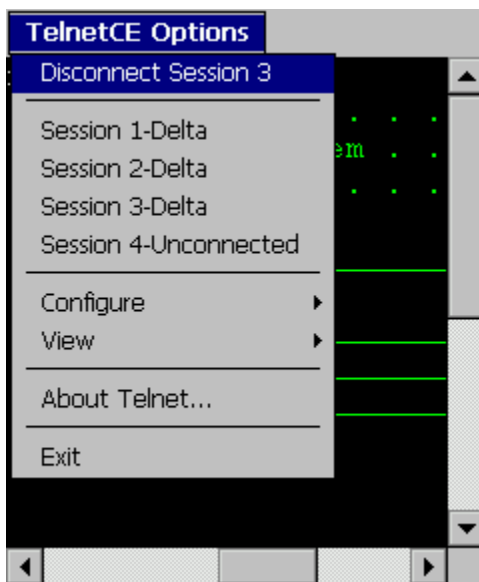 TelnetCE Options
Disconnect Session 3
Session 1-Delta
Session 2-Delta
Session 3-Delta
Session 4-Unconnected
Configure
View
About Telnet...
Exit